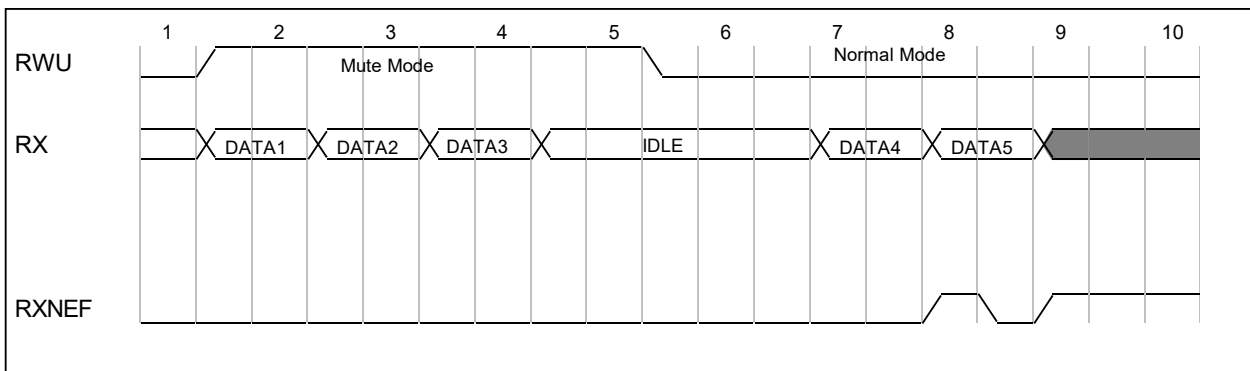 1 2 3 4 5 6 7 8 9 10
RWU Mute Mode Normal Mode
RX DATA1 DATA2 DATA3 IDLE DATA4 DATA5
RXNEF